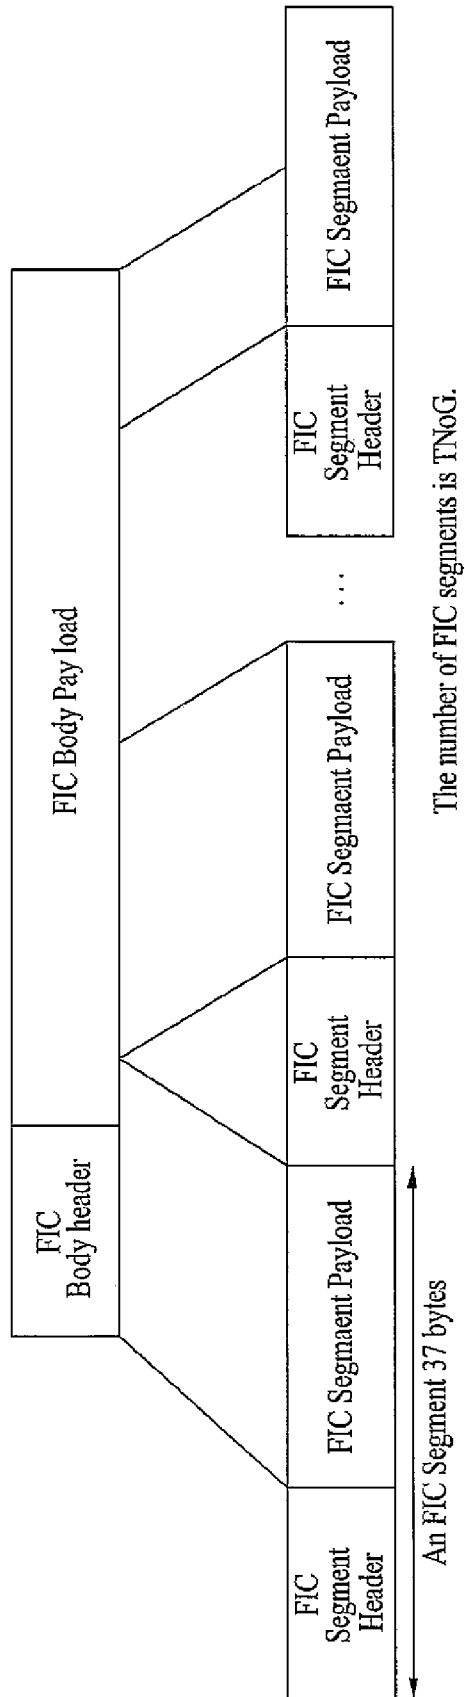 FIC
Body header
FIC Body Pay load
FIC
Segment
Header
FIC Segmaent Payload
FIC
Segment
Header
FIC Segmaent Payload
...
FIC
Segment
Header
FIC Segmaent Payload
An FIC Segment 37 bytes
The number of FIC segments is TNoG.